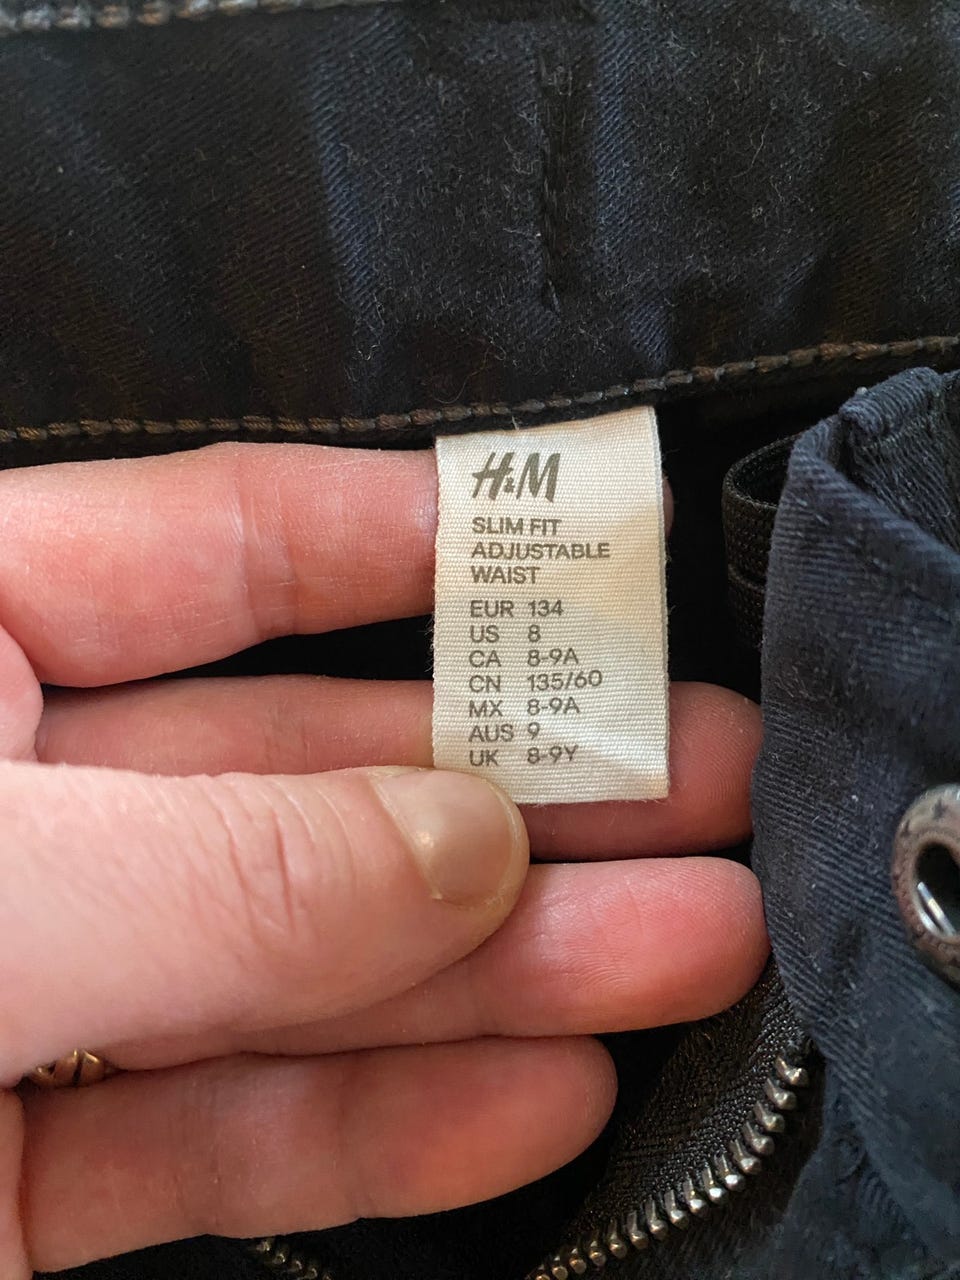 H&M
SLIM FIT
ADJUSTABLE
WAIST
EUR 134
US 8
CA 8-9A
CN 135/60
MX 8-9A
AUS 9
UK 8-9Y